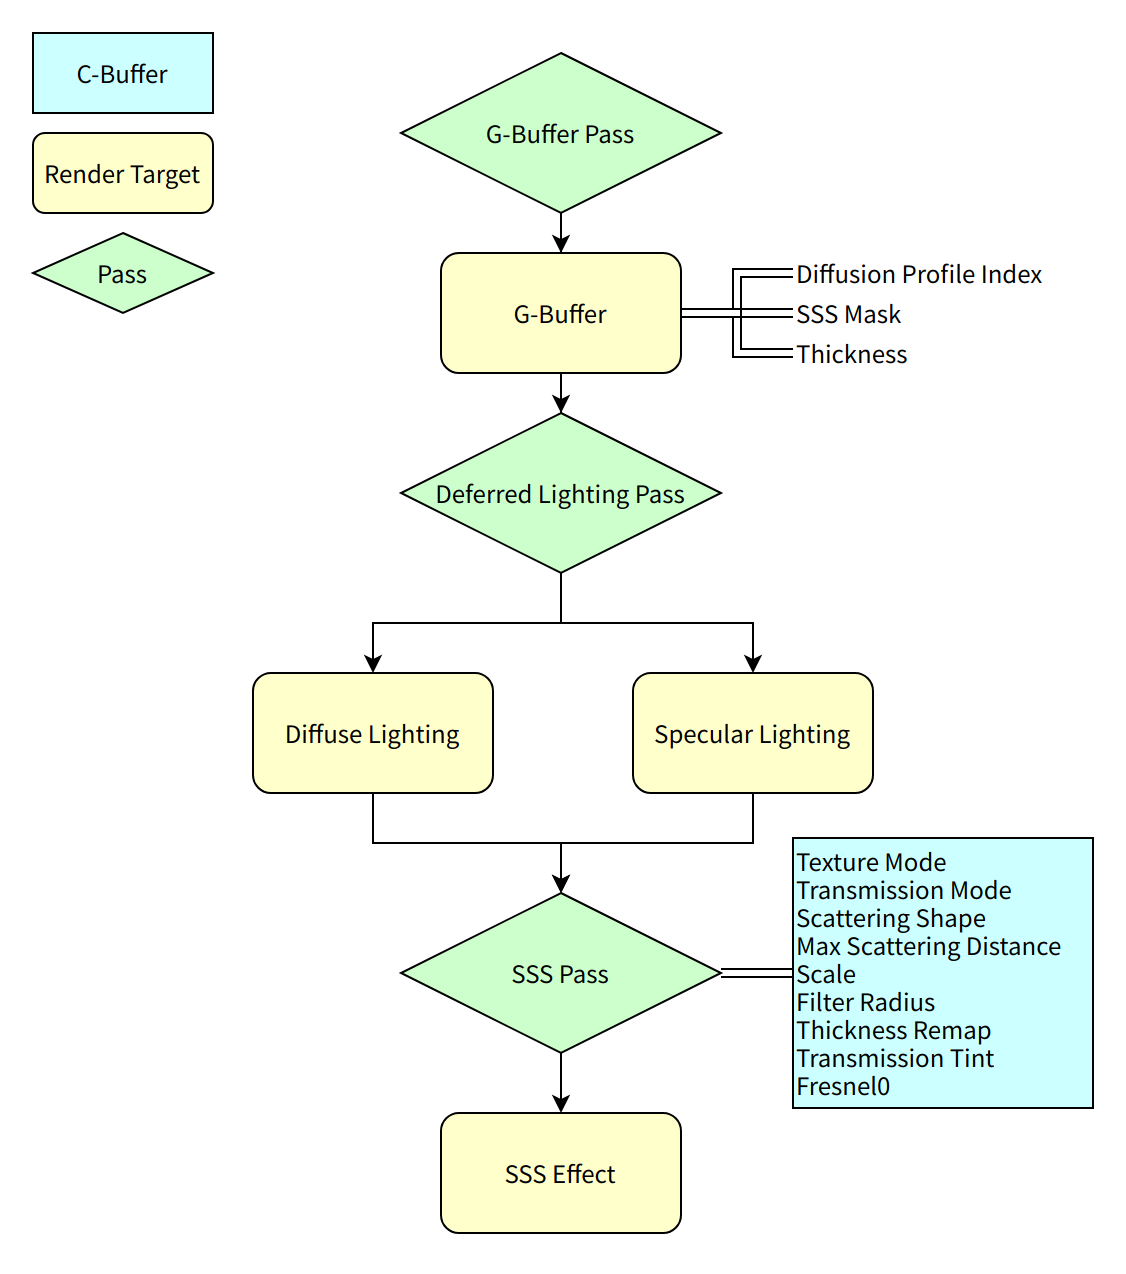 C-Buffer
Render Target
Pass
G-Buffer Pass
G-Buffer
Diffusion Profile Index
SSS Mask
Thickness
Deferred Lighting Pass
Diffuse Lighting
Specular Lighting
SSS Pass
Texture Mode
Transmission Mode
Scattering Shape
Max Scattering Distance
Scale
Filter Radius
Thickness Remap
Transmission Tint
Fresnel0
SSS Effect